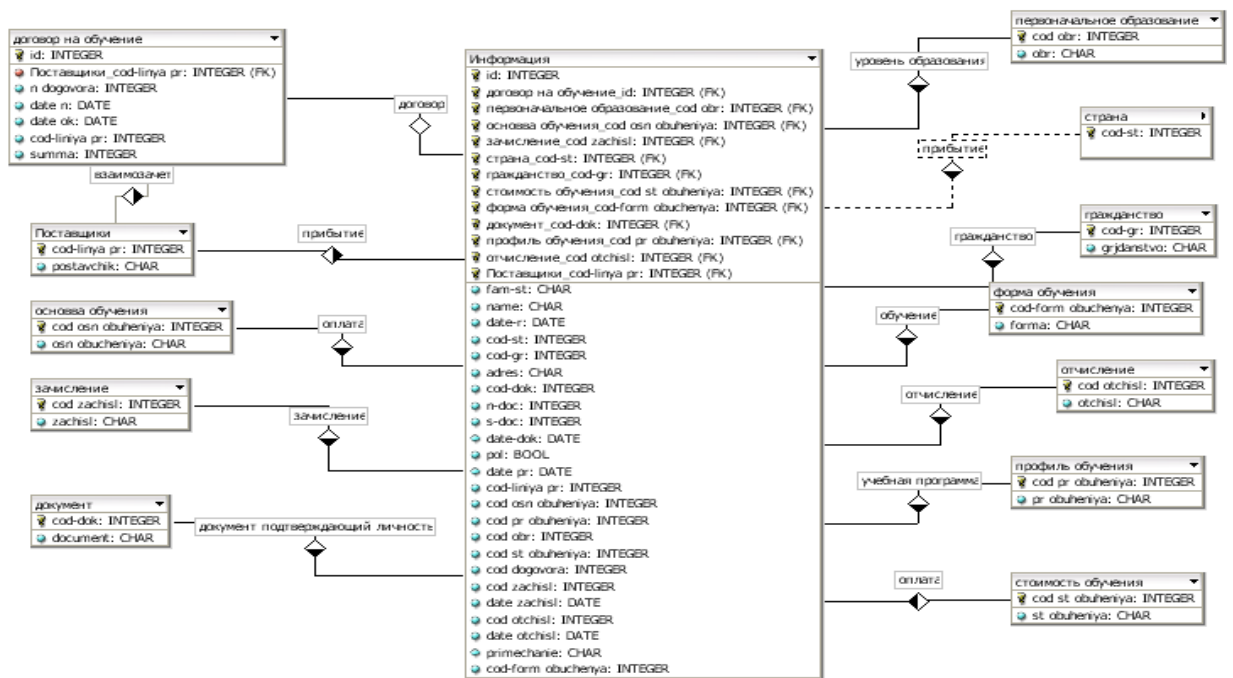 договор на обучение
id: INTEGER
Поставщики_cod-linya pr: INTEGER (FK)
n dogovora: INTEGER
date n: DATE
date ok: DATE
cod-liniya pr: INTEGER
summa: INTEGER
взаимозачет
Поставщики
cod-linya pr: INTEGER
postavchik: CHAR
основва обучения
cod osn obuheniya: INTEGER
osn obucheniya: CHAR
зачисление
cod zachisl: INTEGER
zachisl: CHAR
документ
cod-dok: INTEGER
document: CHAR
договор
прибытие
оплата
зачисление
документ подтверждающий личность
Информация
id: INTEGER
договор на обучение_id: INTEGER (FK)
первоначальное образование_cod obr: INTEGER (FK)
основва обучения_cod osn obuheniya: INTEGER (FK)
зачисление_cod zachisl: INTEGER (FK)
страна_cod-st: INTEGER (FK)
гражданство_cod-gr: INTEGER (FK)
стоимость обучения_cod st obuheniya: INTEGER (FK)
форма обучения_cod-form obuchenya: INTEGER (FK)
документ_cod-dok: INTEGER (FK)
профиль обучения_cod pr obuheniya: INTEGER (FK)
отчисление_cod otchisl: INTEGER (FK)
Поставщики_cod-linya pr: INTEGER (FK)
fam-st: CHAR
name: CHAR
date-r: DATE
cod-st: INTEGER
cod-gr: INTEGER
adres: CHAR
cod-dok: INTEGER
n-doc: INTEGER
s-doc: INTEGER
date-dok: DATE
pol: BOOL
date pr: DATE
cod-liniya pr: INTEGER
cod osn obuheniya: INTEGER
cod pr obuheniya: INTEGER
cod obr: INTEGER
cod st obuheniya: INTEGER
cod dogovora: INTEGER
cod zachisl: INTEGER
date zachisl: DATE
cod otchisl: INTEGER
date otchisl: DATE
primechanie: CHAR
cod-form obuchenya: INTEGER
уровень образования
прибытие
гражданство
обучение
отчисление
учебная программа
оплата
первоначальное образование
cod obr: INTEGER
obr: CHAR
страна
cod-st: INTEGER
гражданство
cod-gr: INTEGER
grjdanstvo: CHAR
форма обучения
cod-form obuchenya: INTEGER
forma: CHAR
отчисление
cod otchisl: INTEGER
otchisl: CHAR
профиль обучения
cod pr obuheniya: INTEGER
pr obuheniya: CHAR
стоимость обучения
cod st obuheniya: INTEGER
st obuheniya: CHAR